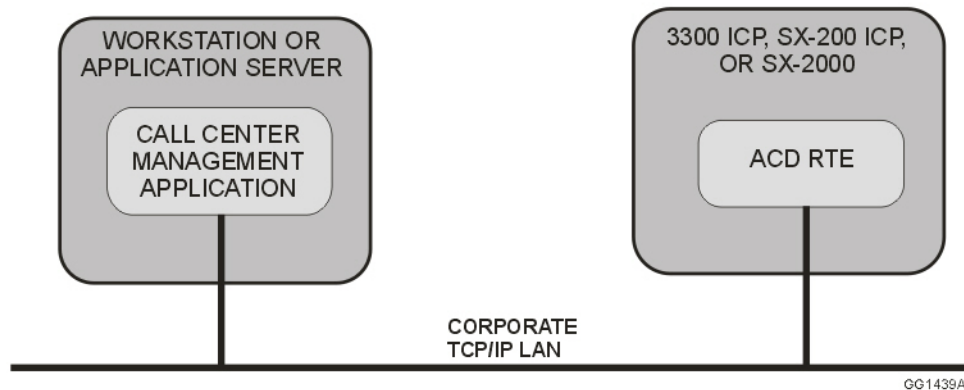 WORKSTATION OR
APPLICATION SERVER
CALL CENTER
MANAGEMENT
APPLICATION
3300 ICP, SX-200 ICP,
OR SX-2000
ACD RTE
CORPORATE
TCP/IP LAN
GG1439A